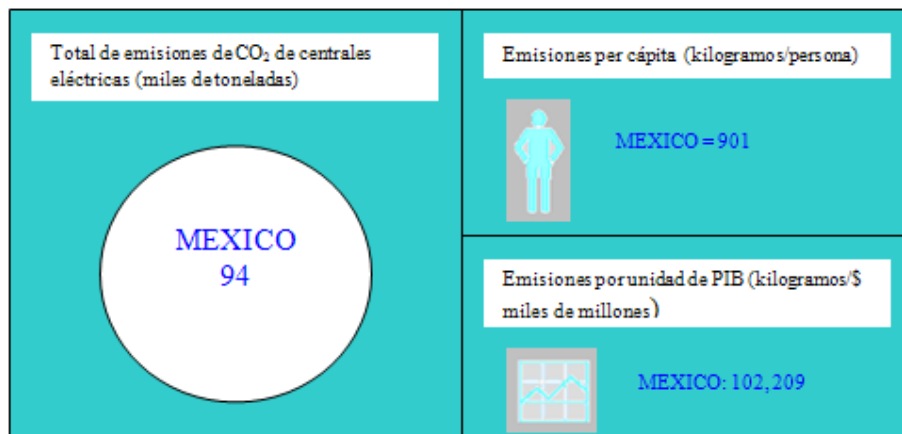 Total de emisiones de CO₂ de centrales
eléctricas (miles de toneladas)
MEXICO
94
Emisiones per cápita (kilogramos/persona)
MEXICO = 901
Emisiones por unidad de PIB (kilogramos/$
miles de millones)
MEXICO: 102,209